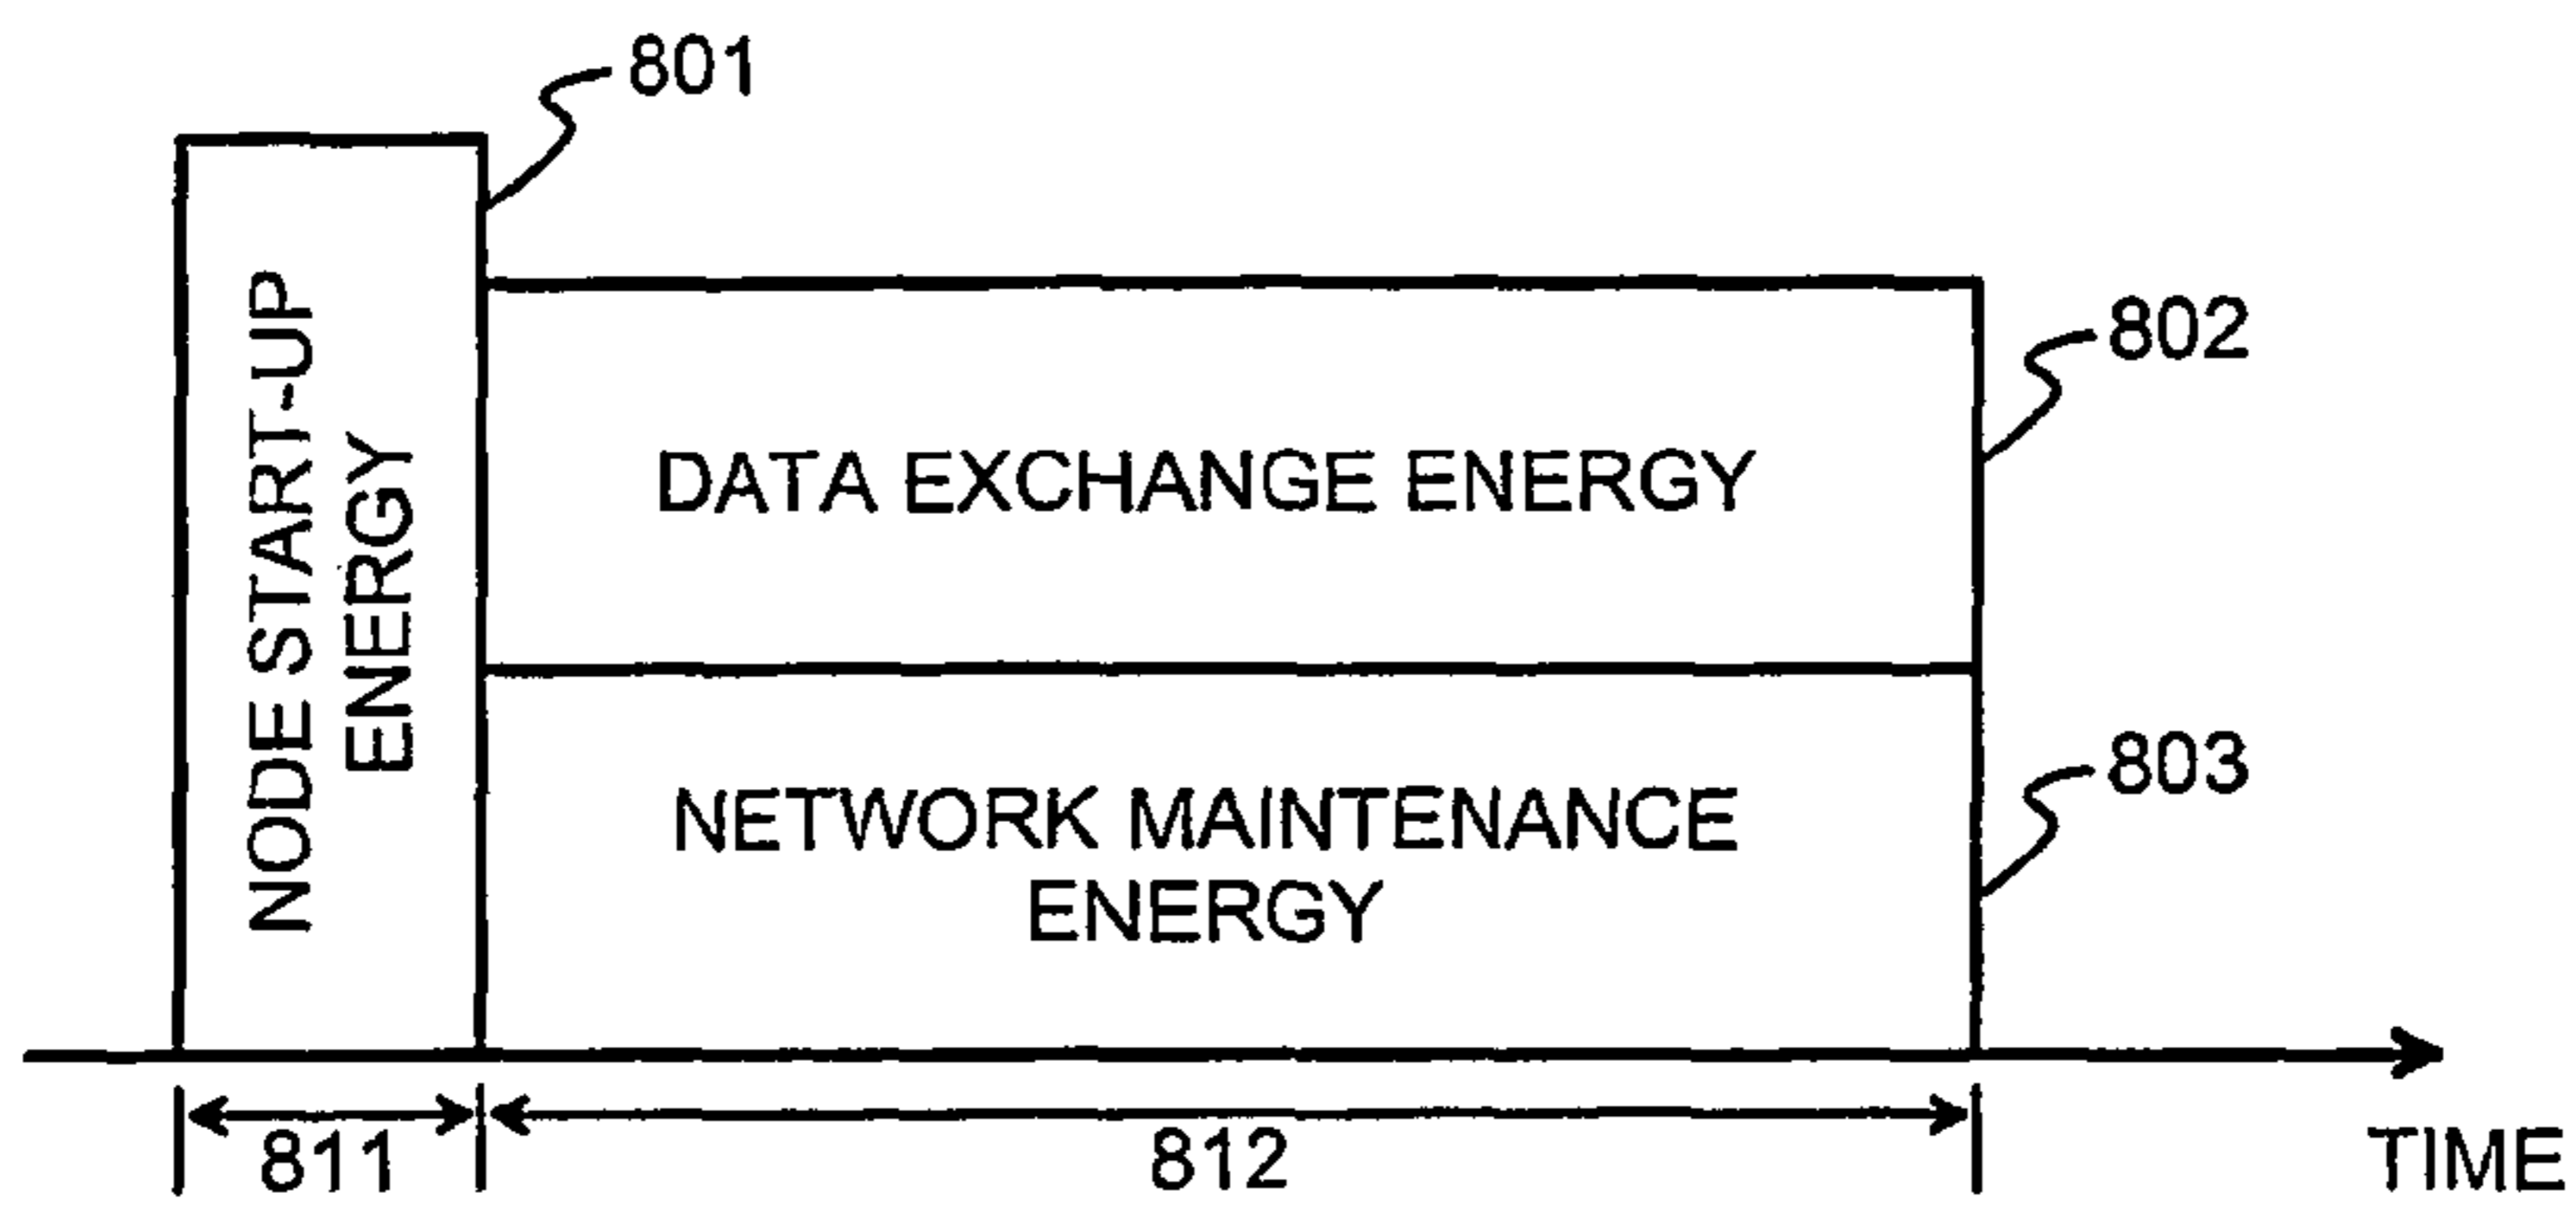 801
NODE START-UP
ENERGY
DATA EXCHANGE ENERGY
802
NETWORK MAINTENANCE
ENERGY
803
811
812
TIME